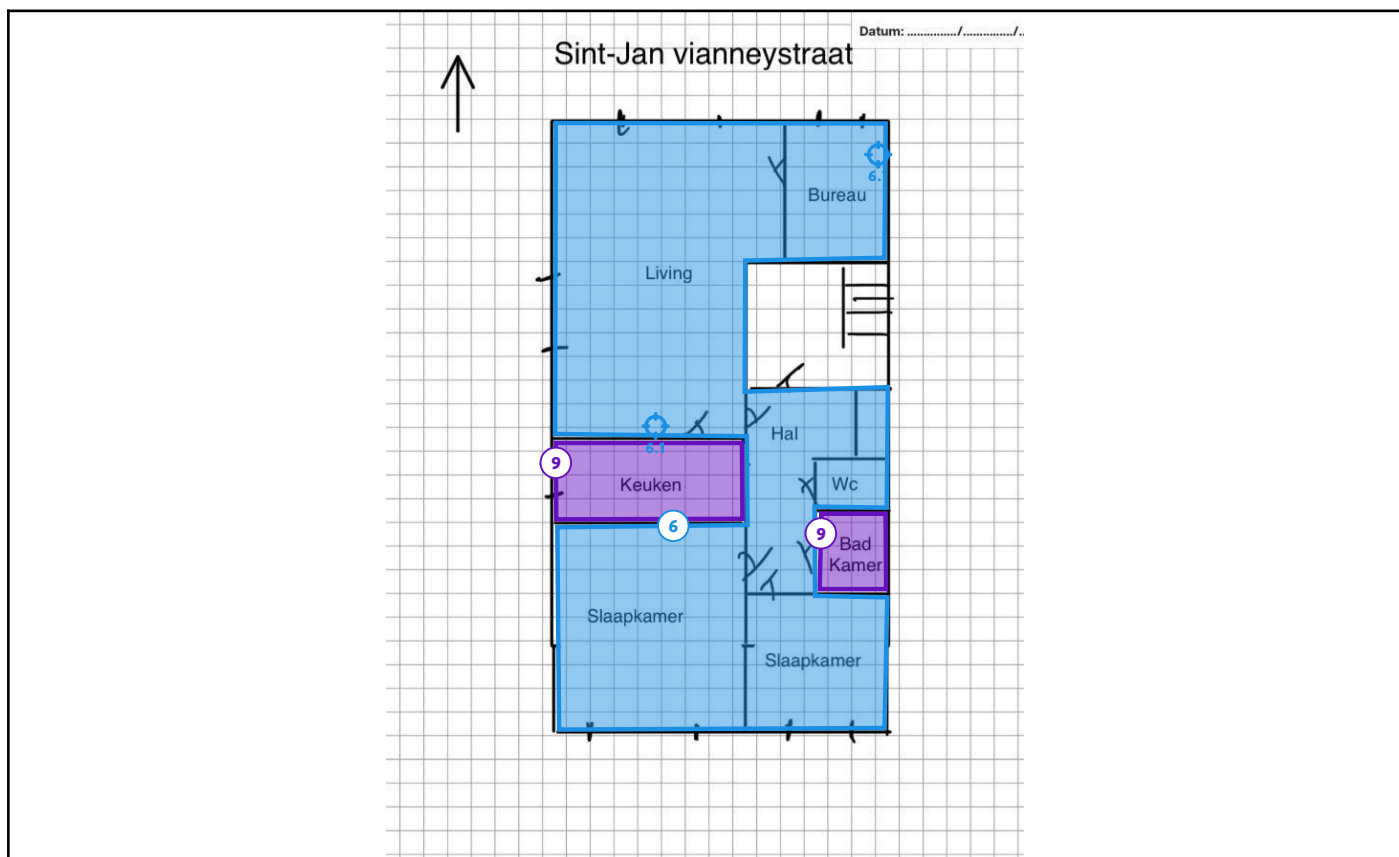 Datum: ............../............../..
Sint-Jan vianneystraat
6.
Bureau
Living
Hal
6.1
9
Keuken
Wc
6
9
Bad
Kamer
Slaapkamer
Slaapkamer